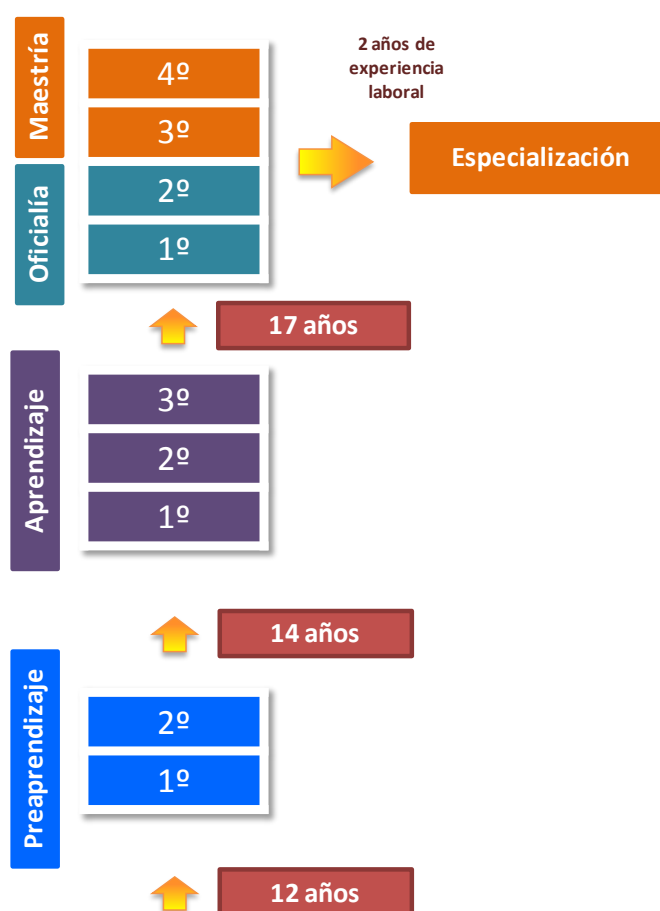 Maestría
4º
3º
2 años de
experiencia
laboral
Especialización
Oficialía
2º
1º
17 años
Aprendizaje
3º
2º
1º
14 años
Preaprendizaje
2º
1º
12 años